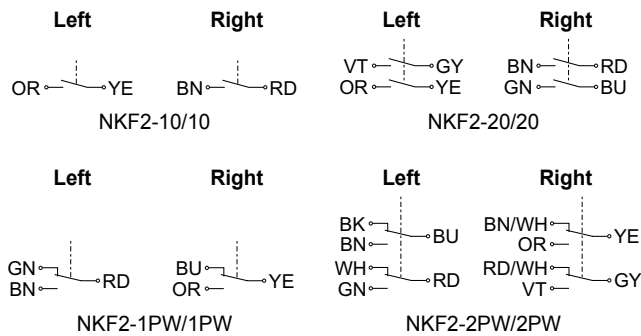 Left Right
OR YE BN RD
NKF2-10/10
Left Right
VT GY BN RD
OR YE GN BU
NKF2-20/20
Left Right
GN RD BU YE
BN OR
NKF2-1PW/1PW
Left Right
BK BU BN/WH YE
BN OR
WH RD RD/WH GY
GN VT
NKF2-2PW/2PW